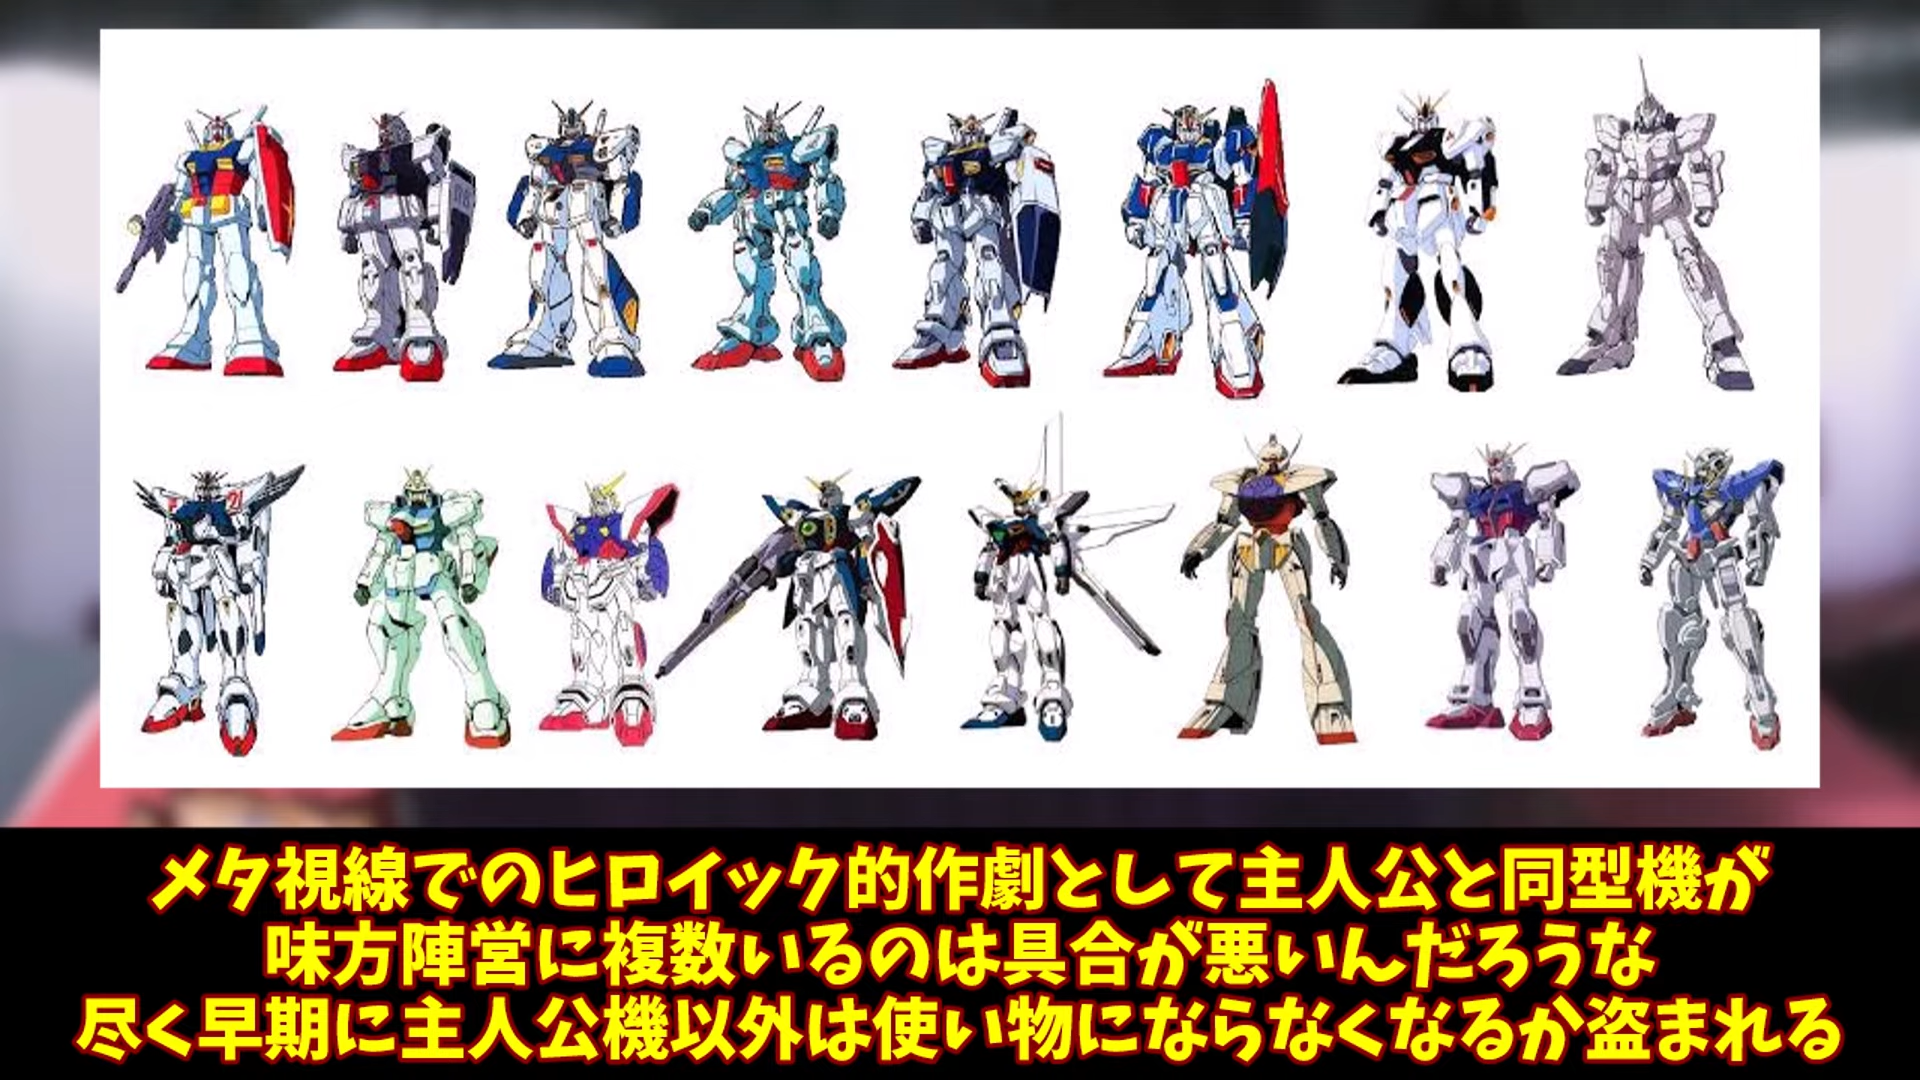 メタ視線でのヒロイック的作劇として主人公と同型機が
味方陣営に複数いるのは具合が悪いんだろうな
尽く早期に主人公機以外は使い物にならなくなるか盗まれる